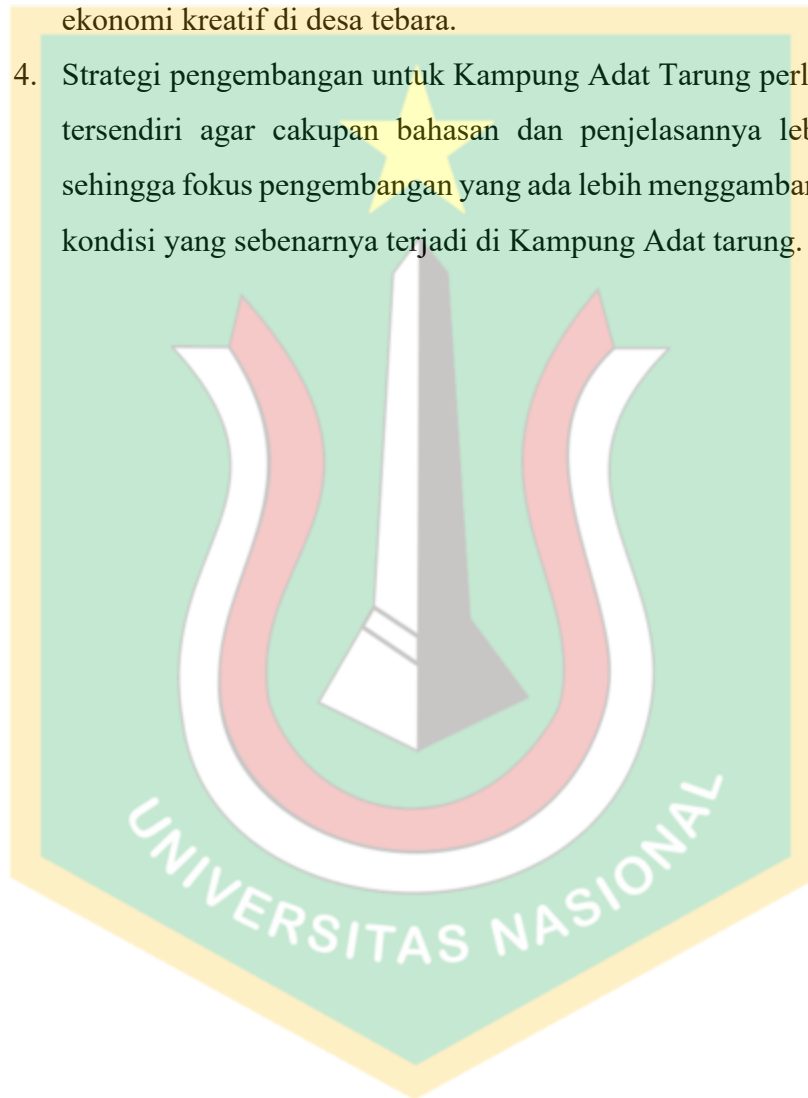 ekonomi kreatif di desa tebara.
4. Strategi pengembangan untuk Kampung Adat Tarung
tersendiri agar cakupan bahasan dan penjelasannya
sehingga fokus pengembangan yang ada lebih
kondisi yang sebenarnya terjadi di Kampung Adat tarung.
UNIVERSITAS NASIONAL